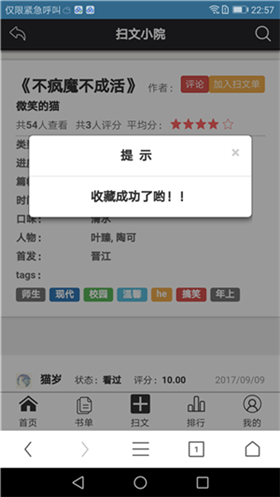 仅限紧急呼叫 22:57
扫文小院
《不疯魔不成活》 作者： 评论 加入扫文单
微笑的猫
共54人查看 共3人评分 平均分：
类
进
篇
时
提 示 ×
收藏成功了哟！！
口味： 清水
人物： 叶臻, 陶可
首发： 晋江
tags：
师生 现代 校园 温馨 he 搞笑 年上
猫岁 状态：看过 评分：10.00 2017/09/09
首页 书单 扫文 排行 我的
1